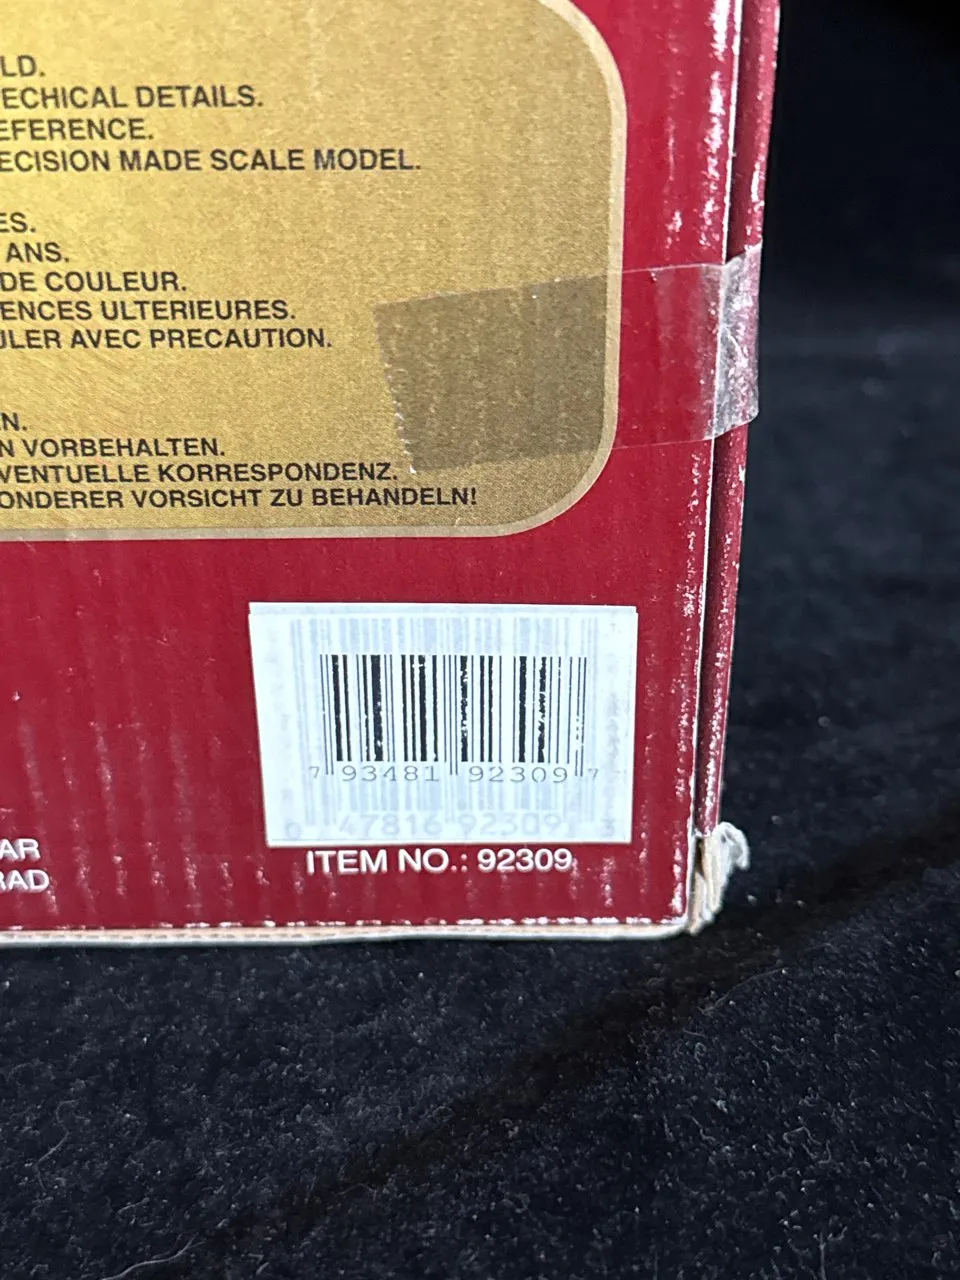 LD.
ECHICAL DETAILS.
EFERENCE.
ECISION MADE SCALE MODEL.
ES.
ANS.
DE COULEUR.
ENCES ULTERIEURES.
ULER AVEC PRECAUTION.
EN.
N VORBEHALTEN.
VENTUELLE KORRESPONDENZ.
ONDERER VORSICHT ZU BEHANDELN!
7 93481 92309 7
0 47816 92309 3
ITEM NO.: 92309
AR
RAD